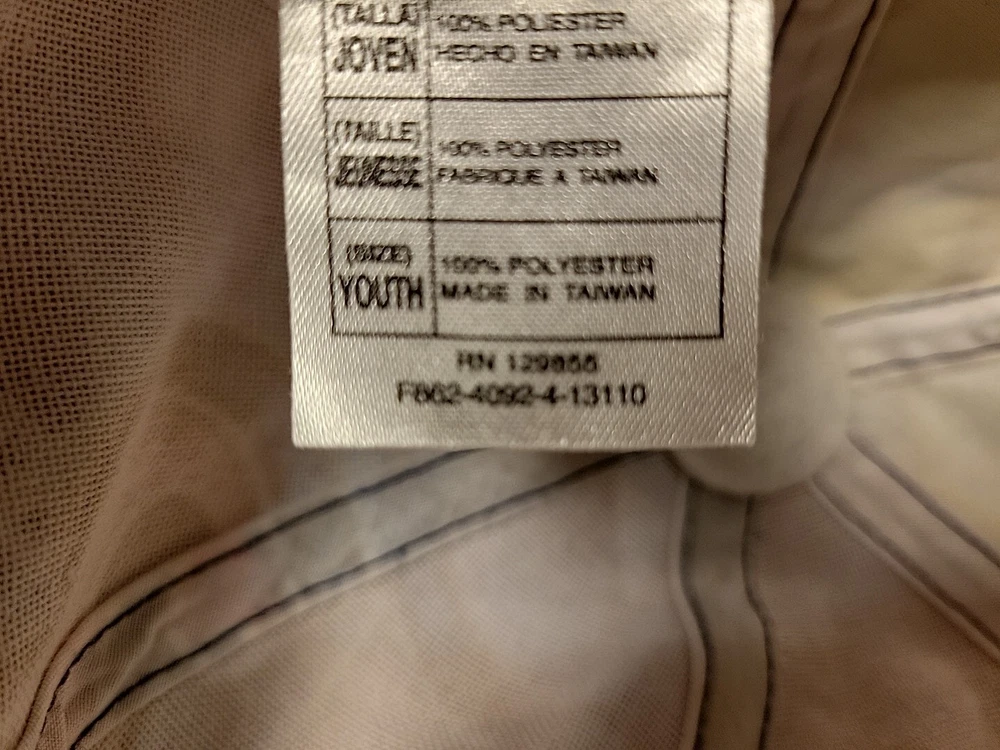 (TALLA)
JOVEN
100% POLIESTER
HECHO EN TAIWAN
(TAILLE)
JEUNESSE
100% POLYESTER
FABRIQUE A TAIWAN
(SIZE)
YOUTH
100% POLYESTER
MADE IN TAIWAN
RN 129855
F862-4092-4-13110